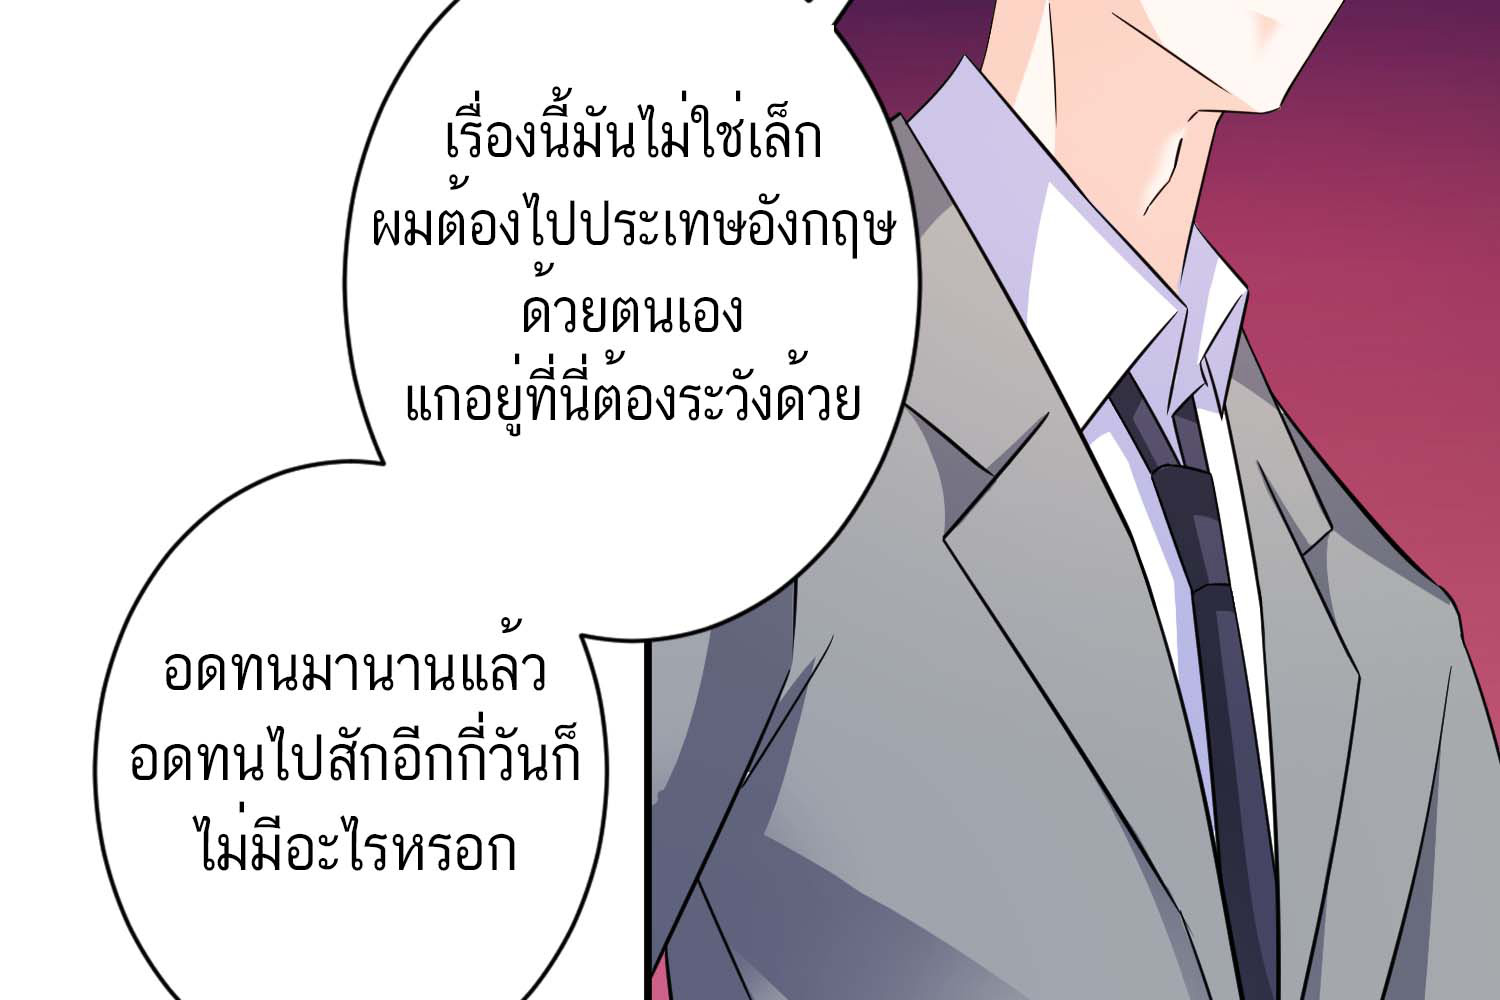 เรื่องนี้มันไม่ใช่เล็ก
ผมต้องไปประเทษอังกฤษ
ด้วยตนเอง
แกอยู่ที่นี่ต้องระวังด้วย
อดทนมานานแล้ว
อดทนไปสักอีกกี่วันก็
ไม่มีอะไรหรอก